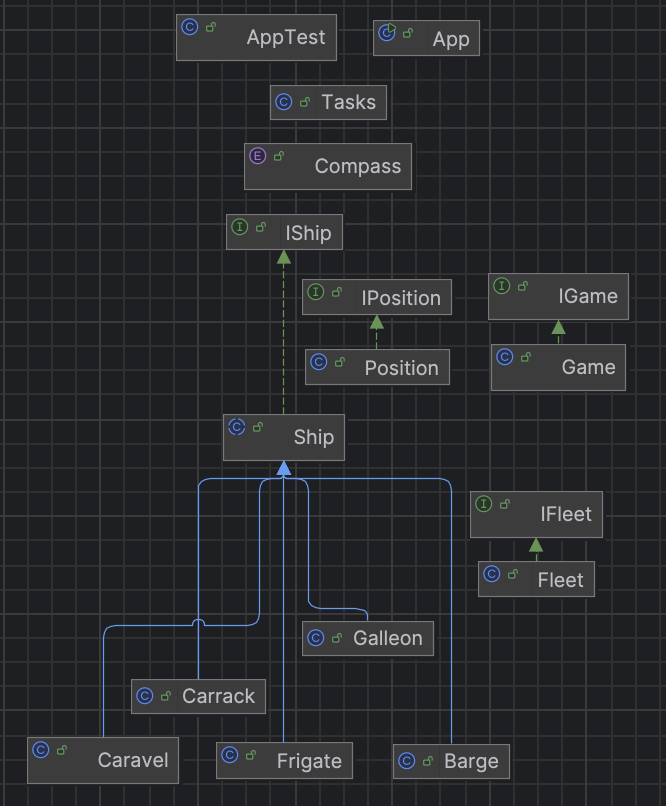 AppTest
App
Tasks
E
Compass
I
IShip
I
IPosition
I
IGame
C
Position
C
Game
C
Ship
I
IFleet
C
Fleet
C
Galleon
C
Carrack
C
Caravel
C
Frigate
C
Barge